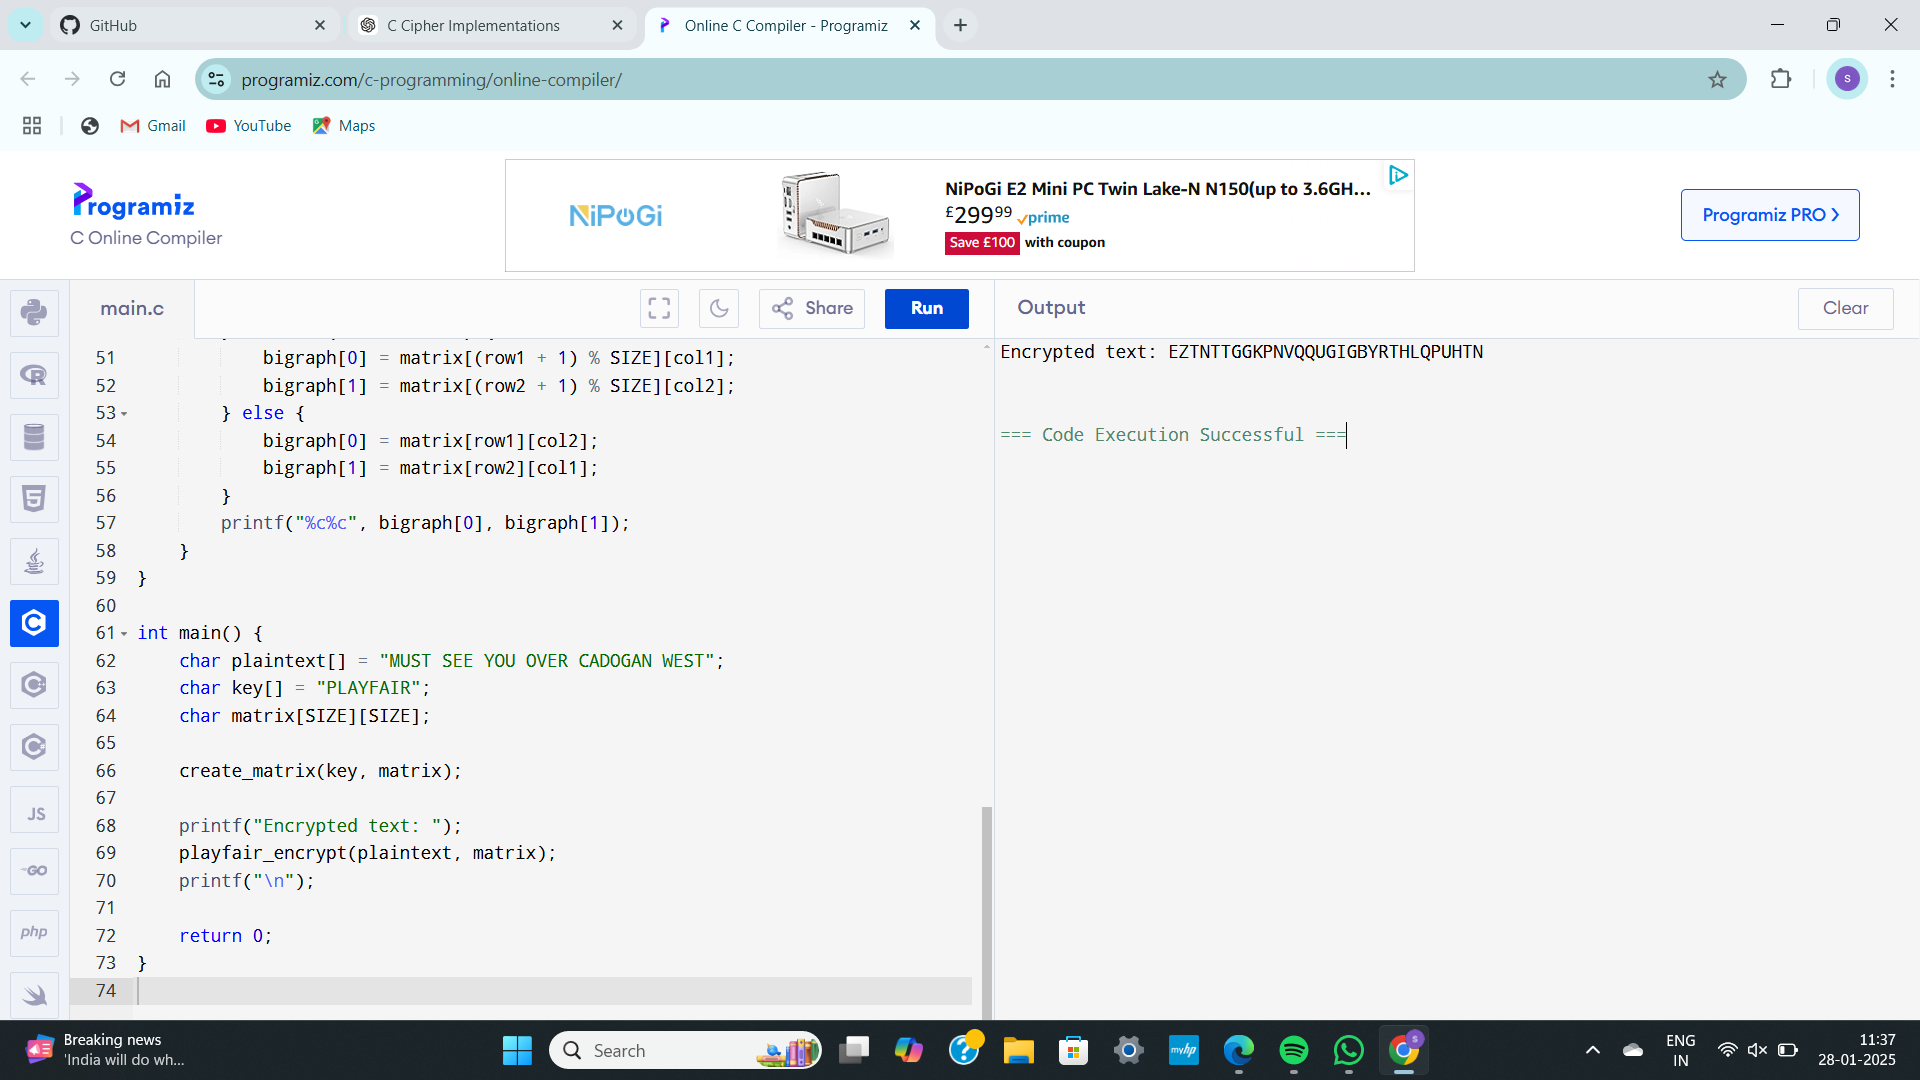 GitHub
C Cipher Implementations
Online C Compiler - Programiz
programiz.com/c-programming/online-compiler/
S
Gmail
YouTube
Maps
Programiz
C Online Compiler
NiPoGi
NiPoGi E2 Mini PC Twin Lake-N N150(up to 3.6GH...
£299.99 prime
Save £100 with coupon
Programiz PRO
main.c
Share
Run
Output
Clear
51 bigraph[0] = matrix[(row1 + 1) % SIZE][col1];
52 bigraph[1] = matrix[(row2 + 1) % SIZE][col2];
53 } else {
54 bigraph[0] = matrix[row1][col2];
55 bigraph[1] = matrix[row2][col1];
56 }
57 printf("%c%c", bigraph[0], bigraph[1]);
58 }
59 }
60
61 int main() {
62 char plaintext[] = "MUST SEE YOU OVER CADOGAN WEST";
63 char key[] = "PLAYFAIR";
64 char matrix[SIZE][SIZE];
65
66 create_matrix(key, matrix);
67
68 printf("Encrypted text: ");
69 playfair_encrypt(plaintext, matrix);
70 printf("\n");
71
72 return 0;
73 }
74
Encrypted text: EZTNTTGGKPNVQQUGIGBYRTHLQPUHTN
=== Code Execution Successful ===
JS
GO
php
Breaking news
'India will do wh...
Search
myhp
S
ENG
IN
11:37
28-01-2025